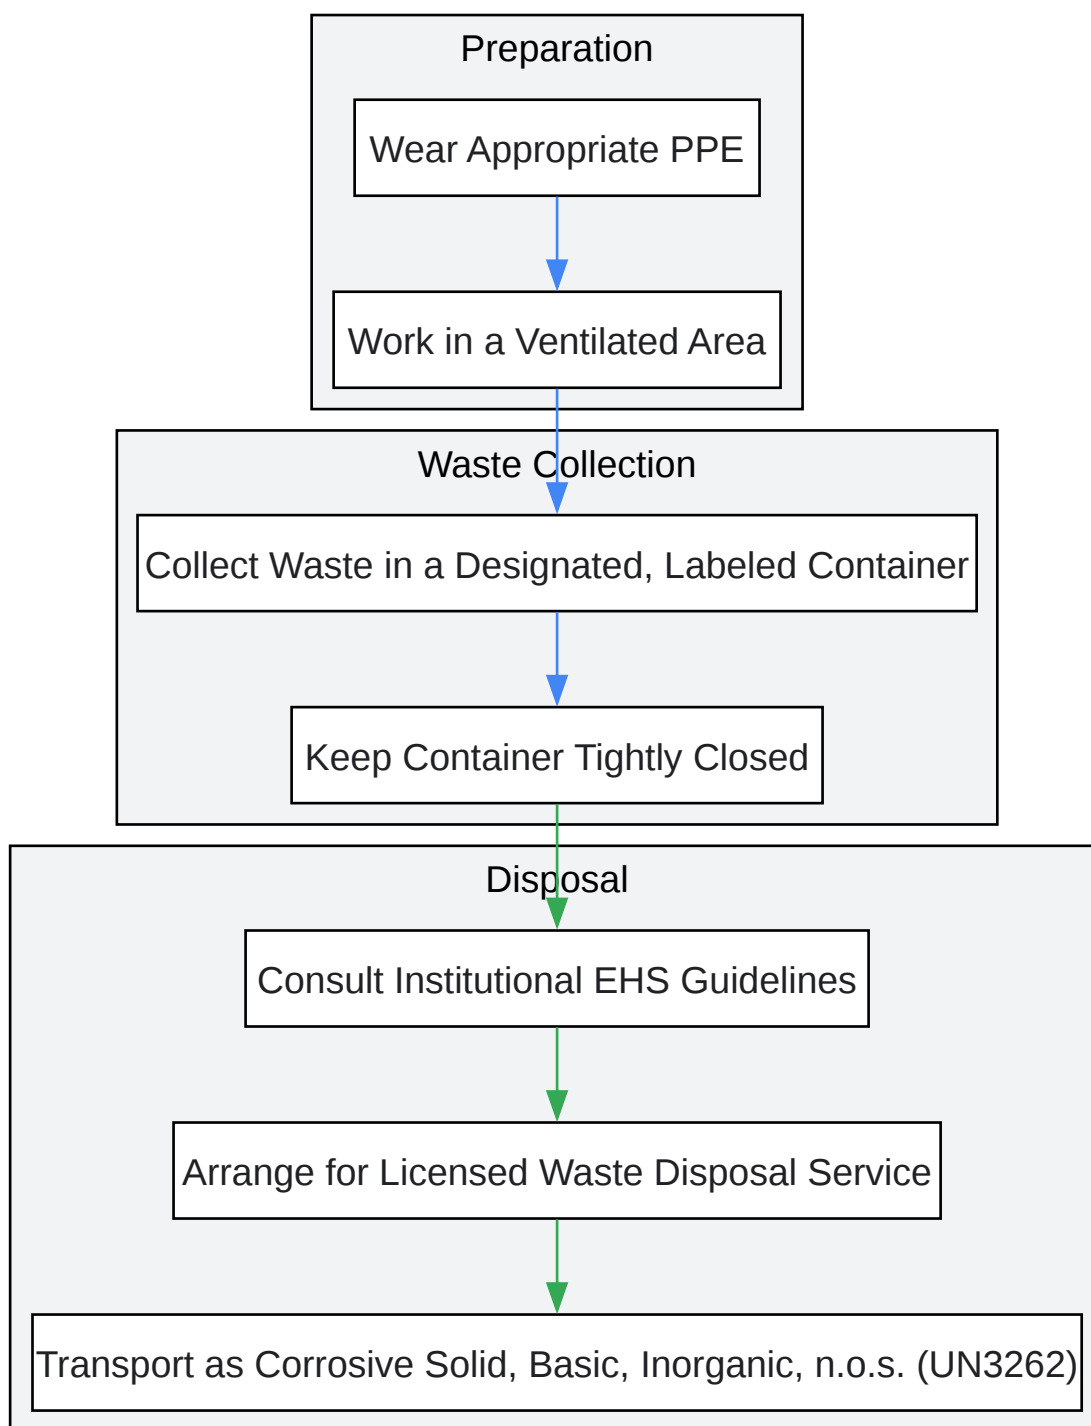 Preparation
Wear Appropriate PPE
Work in a Ventilated Area
Waste Collection
Collect Waste in a Designated, Labeled Container
Keep Container Tightly Closed
Disposal
Consult Institutional EHS Guidelines
Arrange for Licensed Waste Disposal Service
Transport as Corrosive Solid, Basic, Inorganic, n.o.s. (UN3262)